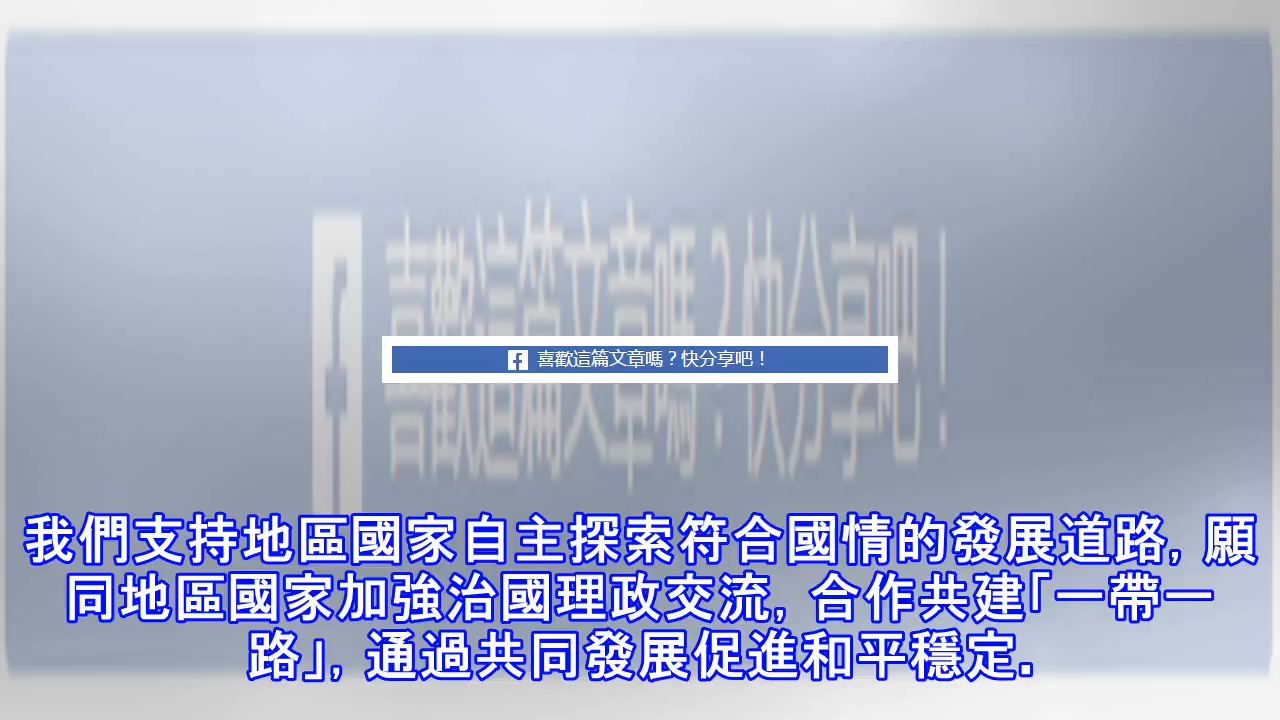 喜歡這篇文章嗎？快分享吧！
喜歡這篇文章嗎？快分享吧！
我們支持地區國家自主探索符合國情的發展道路, 願
同地區國家加強治國理政交流, 合作共建「一帶一
路」, 通過共同發展促進和平穩定.